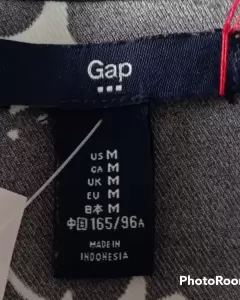 Gap
US M
CA M
UK M
EU M
日本 M
中国 165/96A
MADE IN
INDONESIA
PhotoRoom